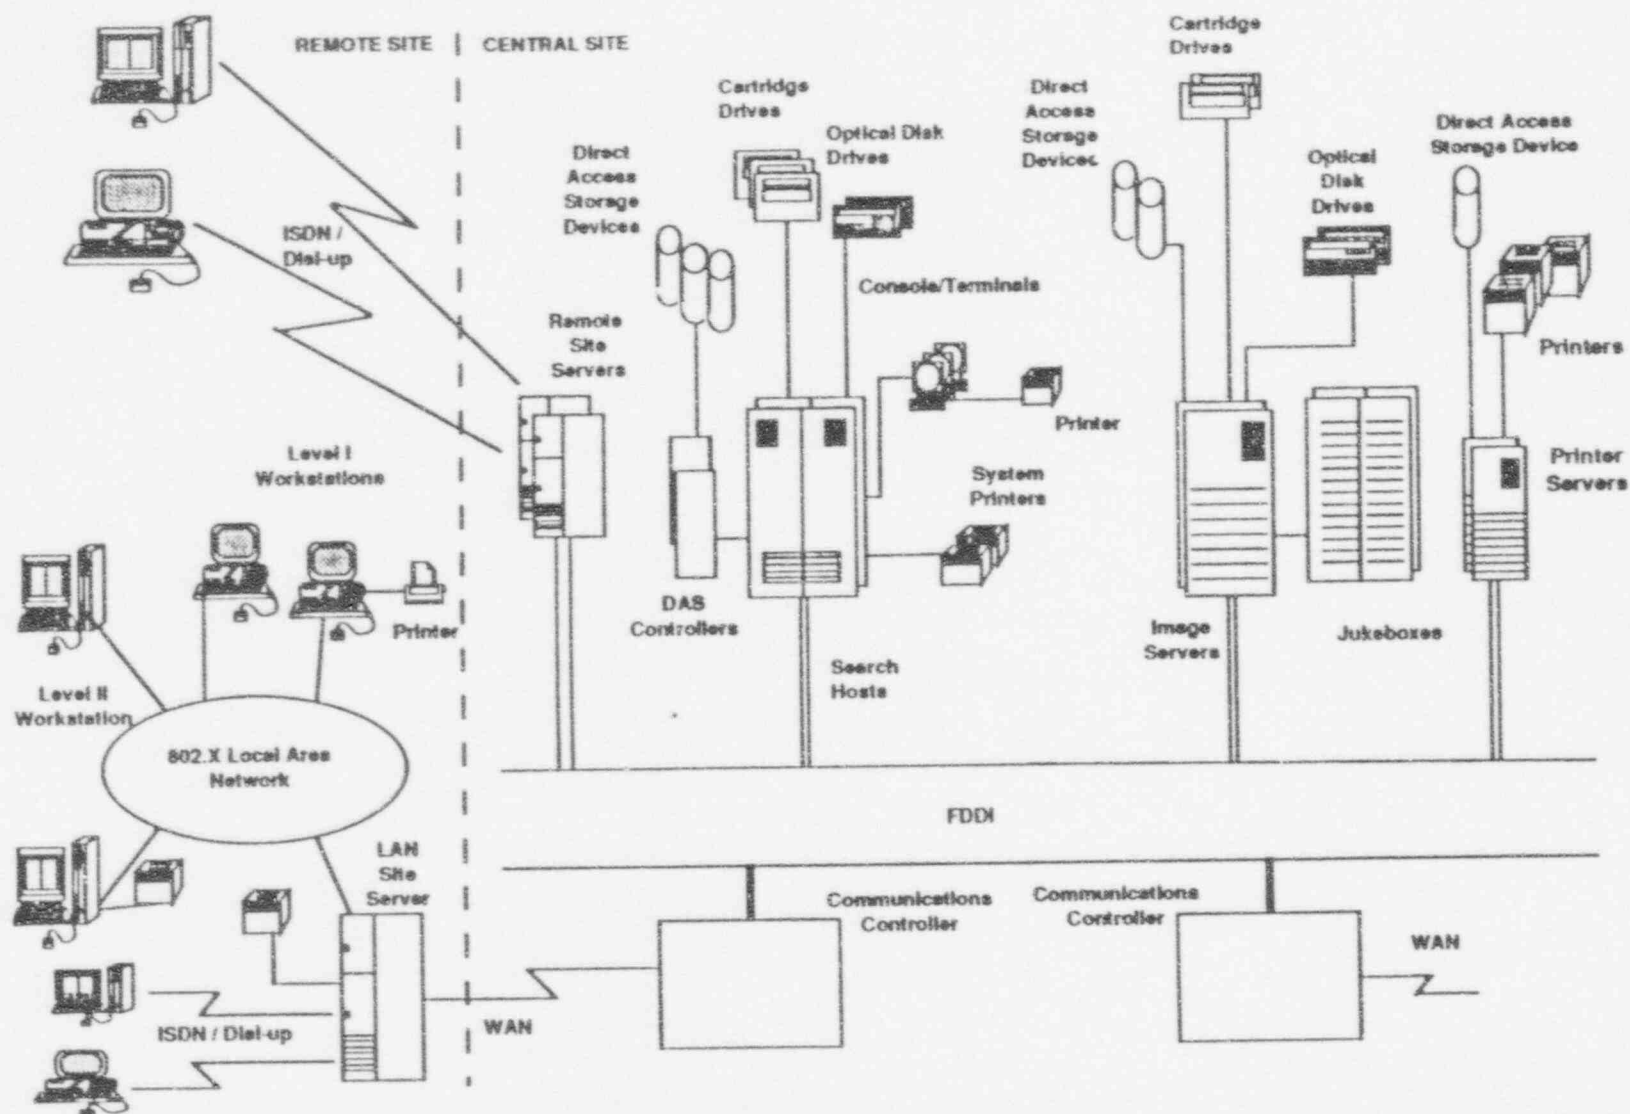 REMOTE SITE
CENTRAL SITE
Cartridge
Drives
Cartridge
Drives
Direct
Access
Storage
Devices
Optical Disk
Drives
Direct
Access
Storage
Devices
Optical
Disk
Drives
Direct Access
Storage Device
ISDN /
Dial-up
Console/Terminals
Remote
Site
Servers
Printers
Printer
Level I
Workstations
System
Printers
Printer
Servers
DAS
Controllers
Printer
Image
Servers
Jukeboxes
Search
Hosts
Level II
Workstation
802.X Local Area
Network
FDDI
LAN
Site
Server
Communications
Controller
Communications
Controller
WAN
ISDN / Dial-up
WAN